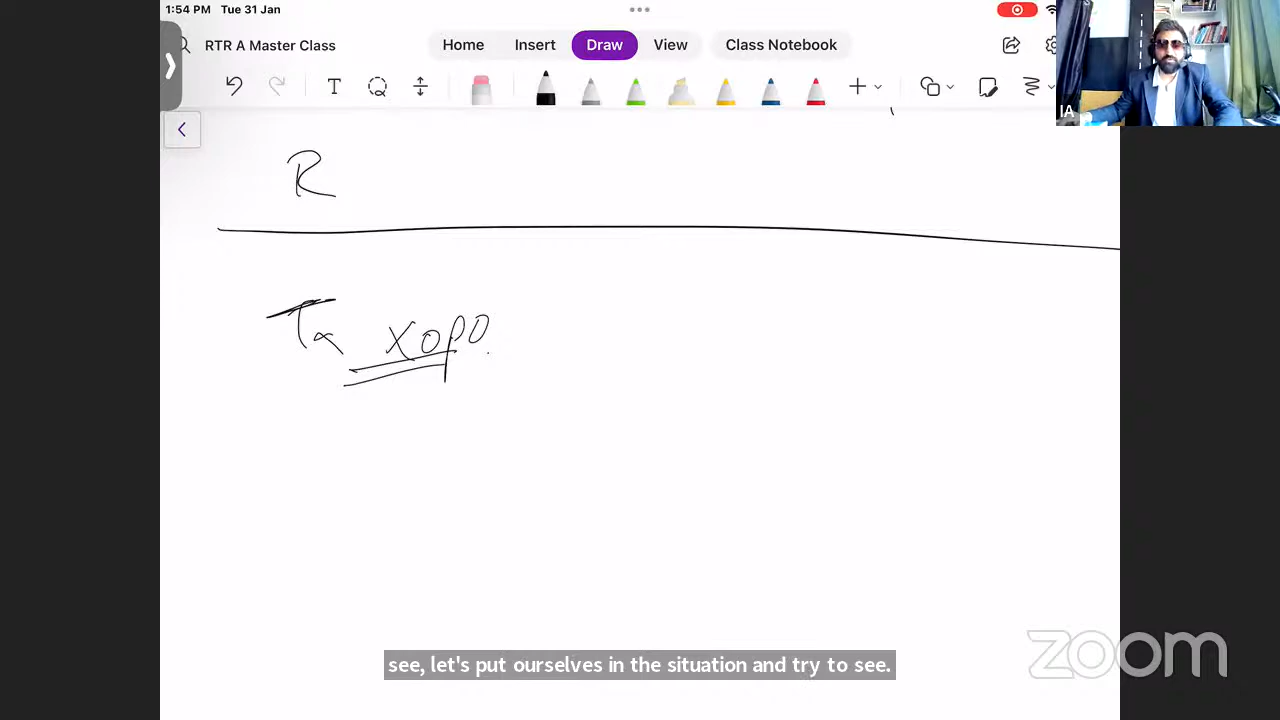 1:54 PM Tue 31 Jan
RTR A Master Class
Home Insert Draw View Class Notebook
T
IA
R
Tx XOPO
see, let's put ourselves in the situation and try to see.
zoom